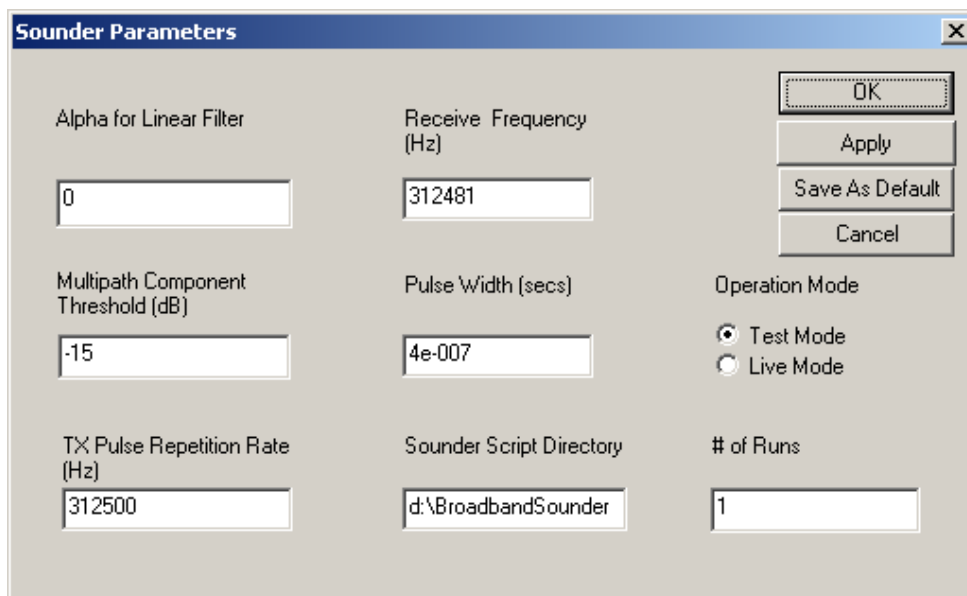 Sounder Parameters
Alpha for Linear Filter
0
Receive Frequency
(Hz)
312481
OK
Apply
Save As Default
Cancel
Multipath Component
Threshold (dB)
-15
Pulse Width (secs)
4e-007
Operation Mode
Test Mode
Live Mode
TX Pulse Repetition Rate
(Hz)
312500
Sounder Script Directory
d:\BroadbandSounder
# of Runs
1